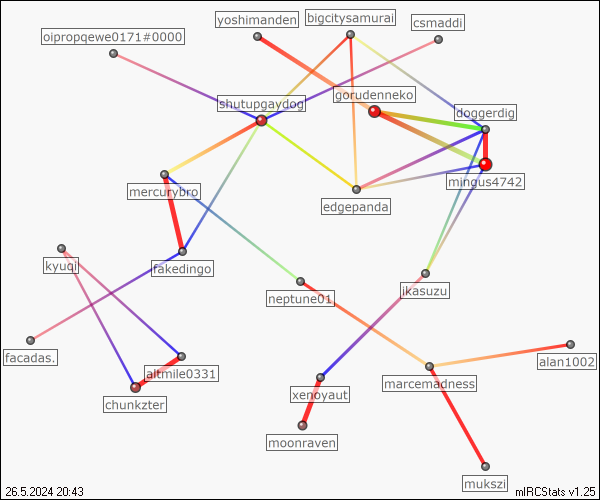 yoshimanden
bigcitysamurai
csmaddi
oipropqewe0171#0000
gorudenneko
shutupgaydog
doggerdig
mingus4742
mercurybro
edgepanda
kyuqi
fakedingo
neptune01
ikasuzu
facadas.
altmile0331
alan1002
chunkzter
xenoyaut
marcemadness
moonraven
mukszi
26.5.2024 20:43
mIRCStats v1.25